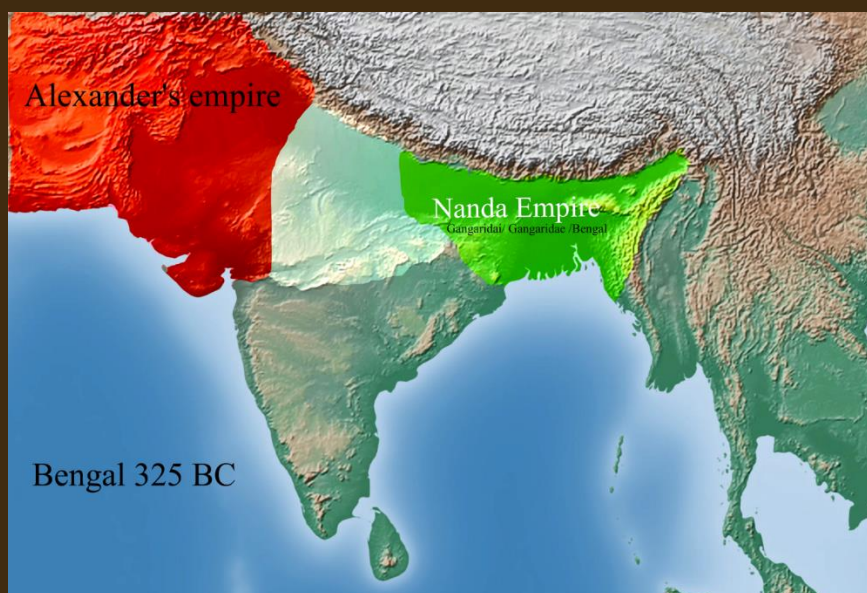 Alexander's empire
Nanda Empire
Gangaridai/ Gangaridae /Bengal
Bengal 325 BC